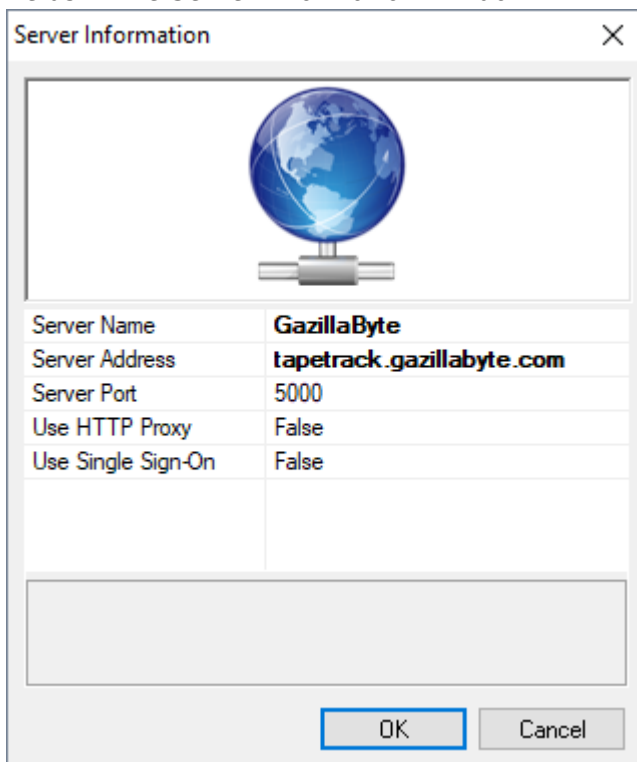 Server Information
Server Name GazillaByte
Server Address tapetrack.gazillabyte.com
Server Port 5000
Use HTTP Proxy False
Use Single Sign-On False
OK Cancel